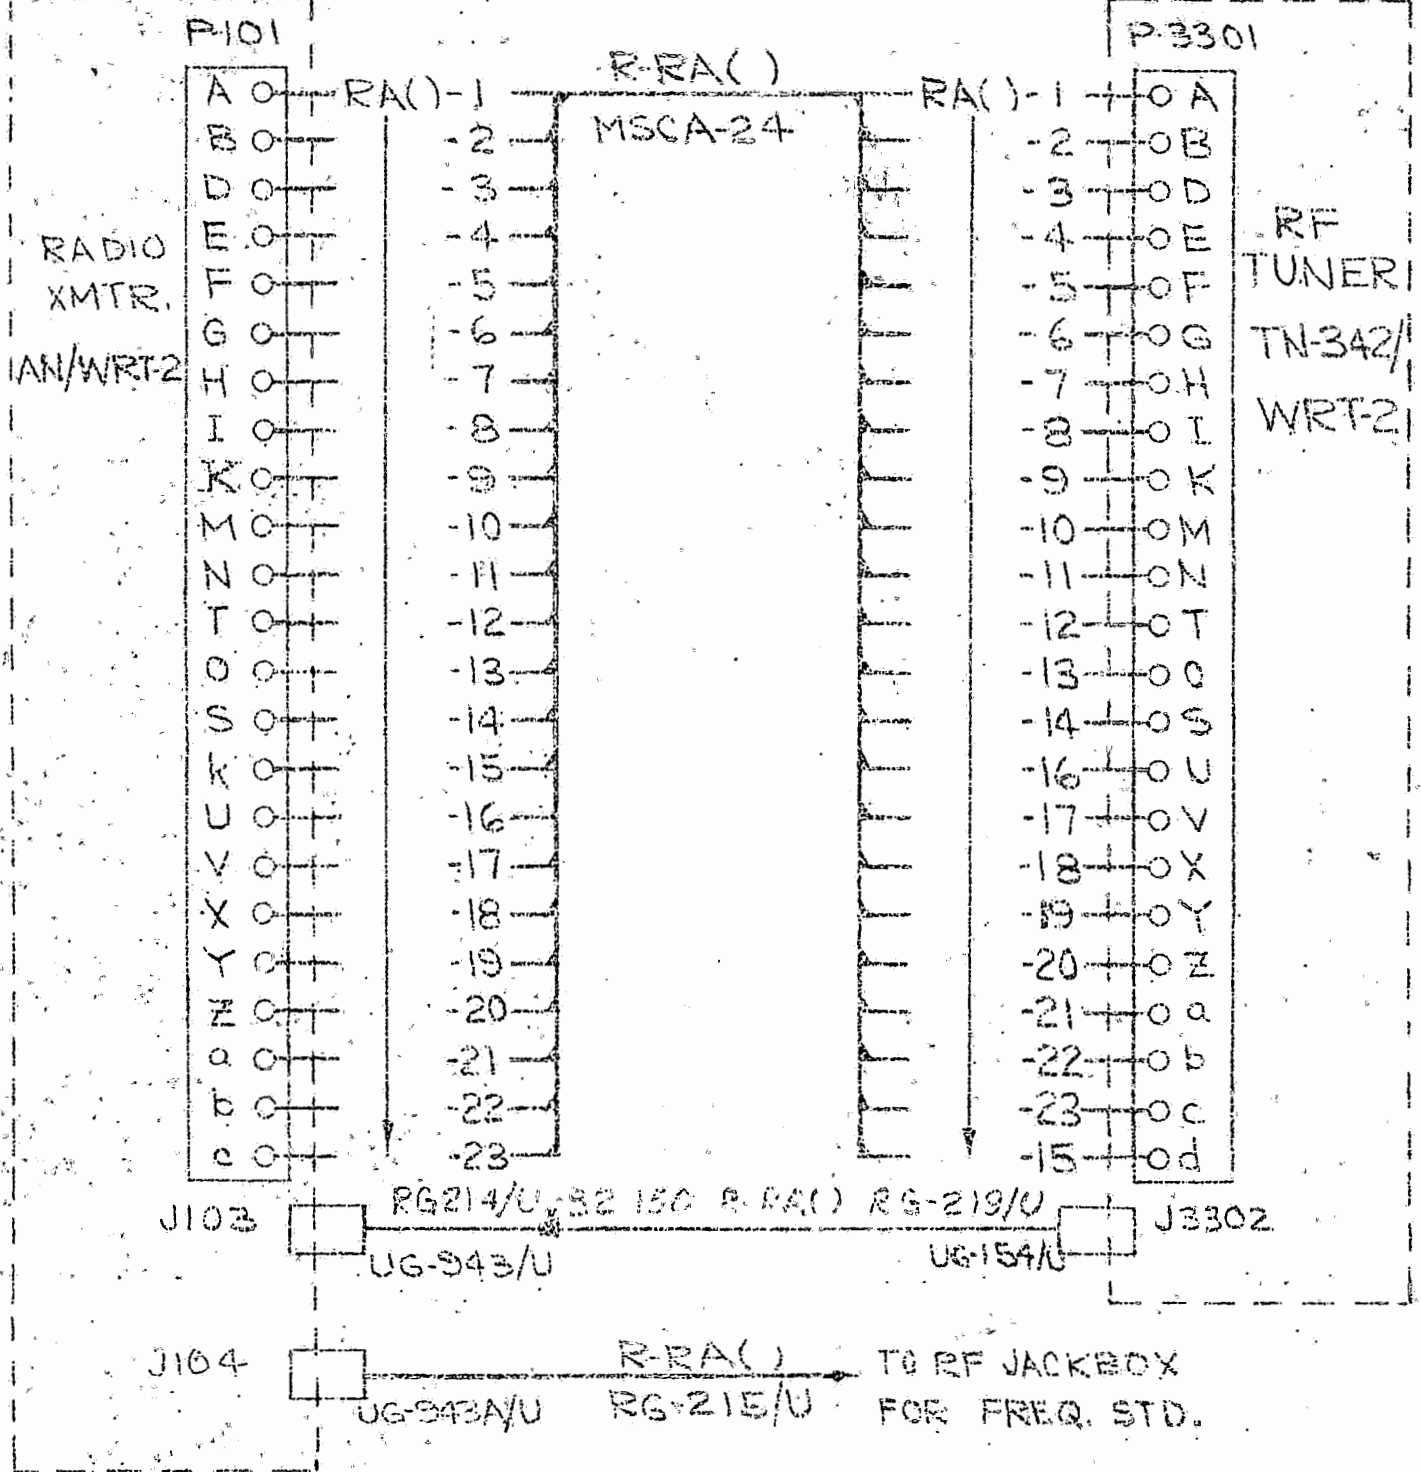 P-101
P-3301
R-RA( )
A RA()-1 RA()-1 A
MSCA-24
B -2 -2 B
D -3 -3 D
E -4 -4 E
F -5 -5 F
G -6 -6 G
H -7 -7 H
I -8 -8 I
K -9 -9 K
M -10 -10 M
N -11 -11 N
T -12 -12 T
O -13 -13 O
S -14 -14 S
k -15 -16 U
U -16 -17 V
V -17 -18 X
X -18 -19 Y
Y -19 -20 Z
Z -20 -21 a
a -21 -22 b
b -22 -23 c
c -23 -15 d
RADIO
XMTR.
AN/WRT-2
RF
TUNER
TN-342/
WRT-2
RG214/U R-RA() RG-219/U
J103
J3302
UG-943/U
UG-154/U
J104
R-RA( )
TO RF JACKBOX
UG-943A/U
RG-215/U
FOR FREQ. STD.